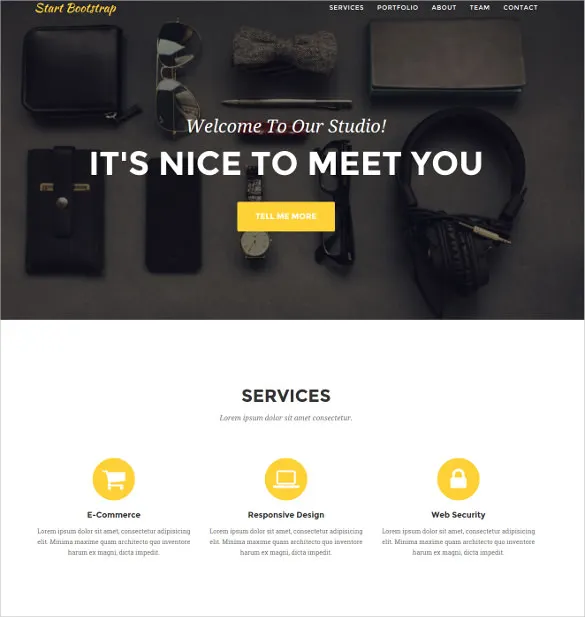 Start Bootstrap
SERVICES PORTFOLIO ABOUT TEAM CONTACT
Welcome To Our Studio!
IT'S NICE TO MEET YOU
TELL ME MORE
SERVICES
Lorem ipsum dolor sit amet consectetur.
E-Commerce
Lorem ipsum dolor sit amet, consectetur adipisicing
elit. Minima maxime quam architecto quo inventore
harum ex magni, dicta impedit.
Responsive Design
Lorem ipsum dolor sit amet, consectetur adipisicing
elit. Minima maxime quam architecto quo inventore
harum ex magni, dicta impedit.
Web Security
Lorem ipsum dolor sit amet, consectetur adipisicing
elit. Minima maxime quam architecto quo inventore
harum ex magni, dicta impedit.